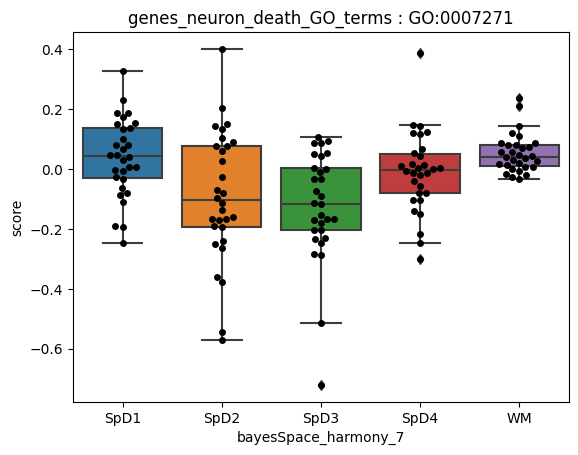 genes_neuron_death_GO_terms : GO:0007271
score
0.4
0.2
0.0
−0.2
−0.4
−0.6
SpD1 SpD2 SpD3 SpD4 WM
bayesSpace_harmony_7